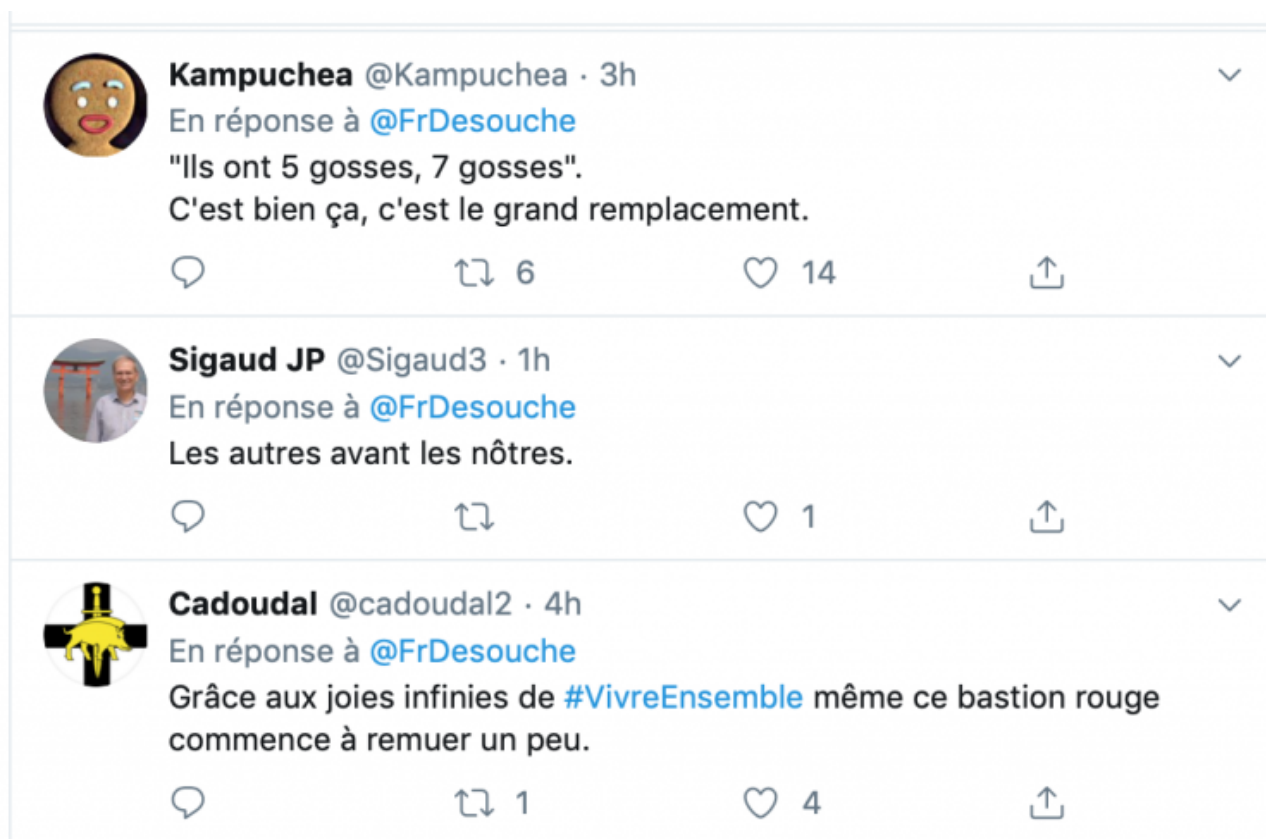 Kampuchea @Kampuchea · 3h
En réponse à @FrDesouche
"Ils ont 5 gosses, 7 gosses".
C'est bien ça, c'est le grand remplacement.
6 14
Sigaud JP @Sigaud3 · 1h
En réponse à @FrDesouche
Les autres avant les nôtres.
1
Cadoudal @cadoudal2 · 4h
En réponse à @FrDesouche
Grâce aux joies infinies de #VivreEnsemble même ce bastion rouge
commence à remuer un peu.
1 4